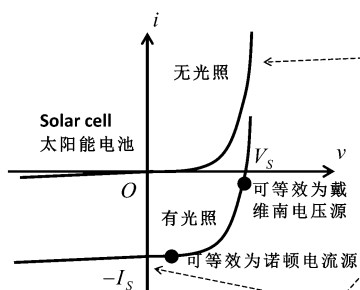 i
无光照
Solar cell
太阳能电池
V_S
v
O
可等效为戴
维南电压源
有光照
可等效为诺顿电流源
–I_S